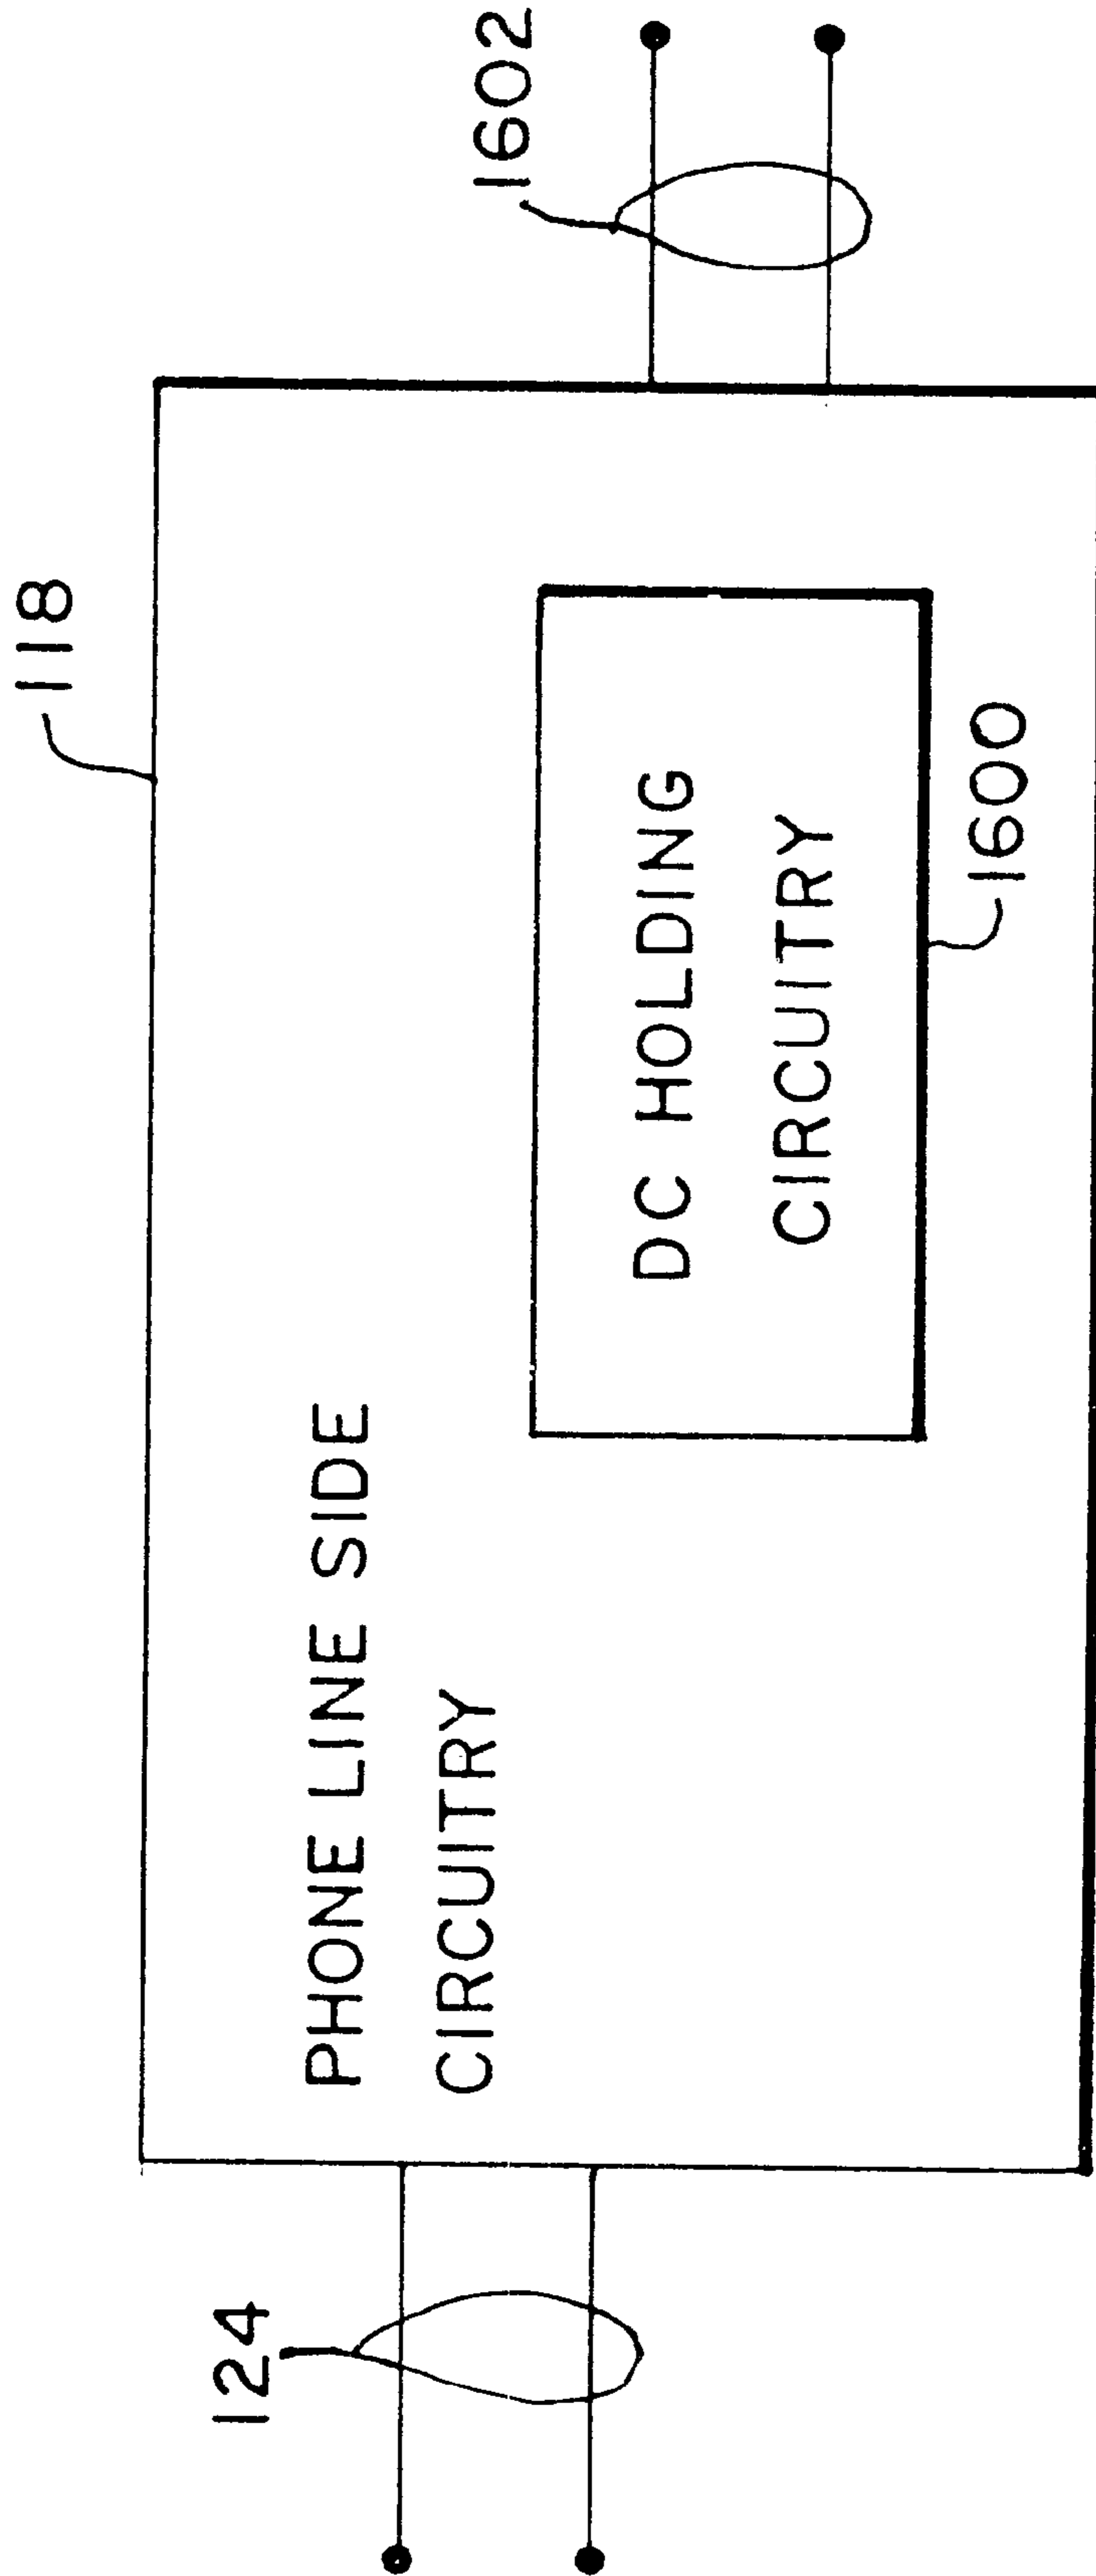 118
PHONE LINE SIDE
CIRCUITRY
124
1602
DC HOLDING
CIRCUITRY
1600